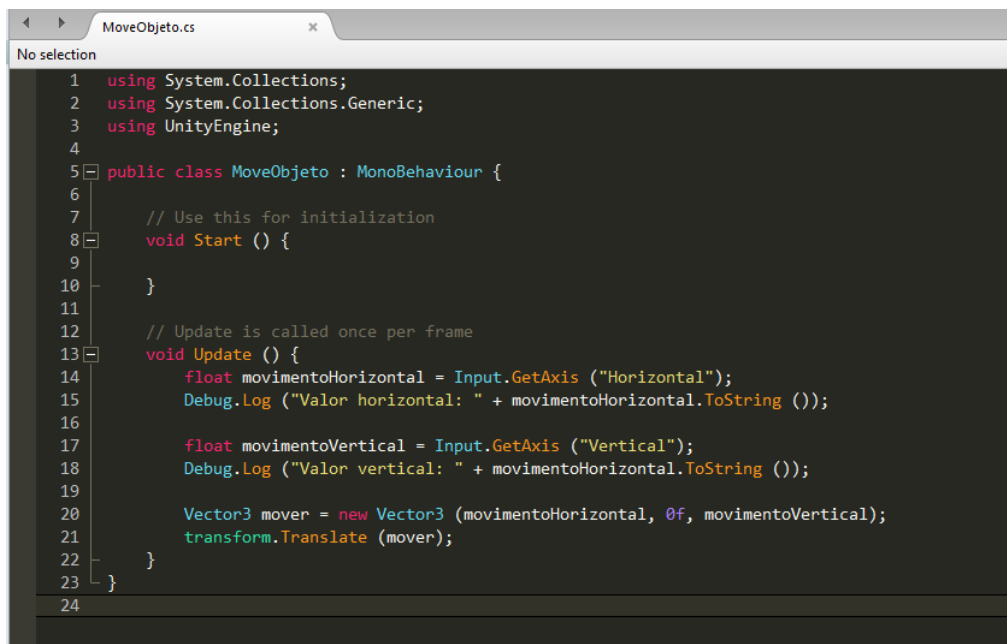 MoveObjeto.cs
No selection
1 using System.Collections;
2 using System.Collections.Generic;
3 using UnityEngine;
4
5 public class MoveObjeto : MonoBehaviour {
6
7 // Use this for initialization
8 void Start () {
9
10 }
11
12 // Update is called once per frame
13 void Update () {
14 float movimentoHorizontal = Input.GetAxis ("Horizontal");
15 Debug.Log ("Valor horizontal: " + movimentoHorizontal.ToString ());
16
17 float movimentoVertical = Input.GetAxis ("Vertical");
18 Debug.Log ("Valor vertical: " + movimentoHorizontal.ToString ());
19
20 Vector3 mover = new Vector3 (movimentoHorizontal, 0f, movimentoVertical);
21 transform.Translate (mover);
22 }
23 }
24